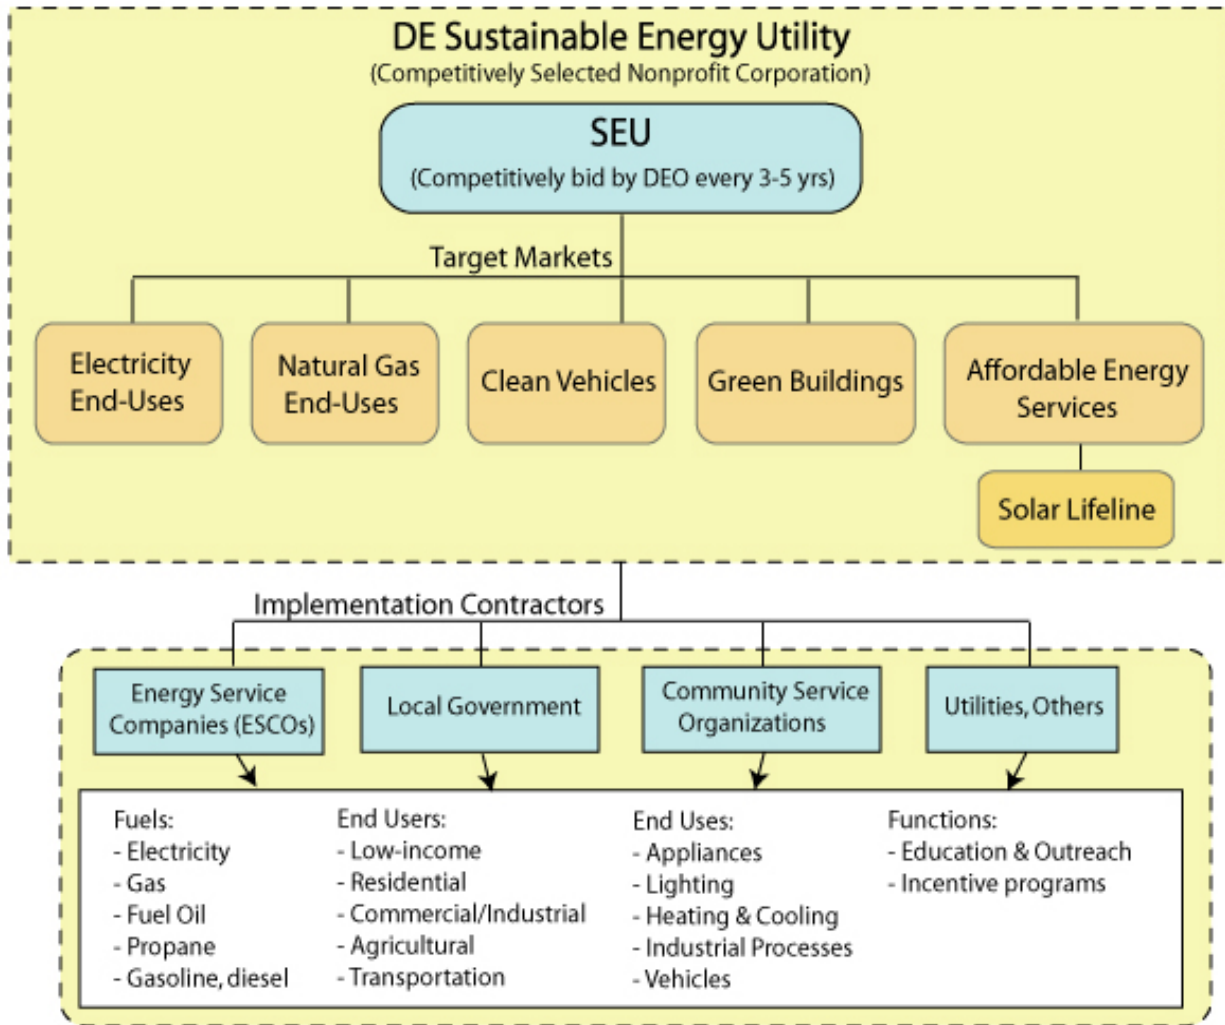 DE Sustainable Energy Utility
(Competitively Selected Nonprofit Corporation)
SEU
(Competitively bid by DEO every 3-5 yrs)
Target Markets
Electricity
End-Uses
Natural Gas
End-Uses
Clean Vehicles
Green Buildings
Affordable Energy
Services
Solar Lifeline
Implementation Contractors
Energy Service
Companies (ESCOs)
Local Government
Community Service
Organizations
Utilities, Others
Fuels:
- Electricity
- Gas
- Fuel Oil
- Propane
- Gasoline, diesel
End Users:
- Low-income
- Residential
- Commercial/Industrial
- Agricultural
- Transportation
End Uses:
- Appliances
- Lighting
- Heating & Cooling
- Industrial Processes
- Vehicles
Functions:
- Education & Outreach
- Incentive programs